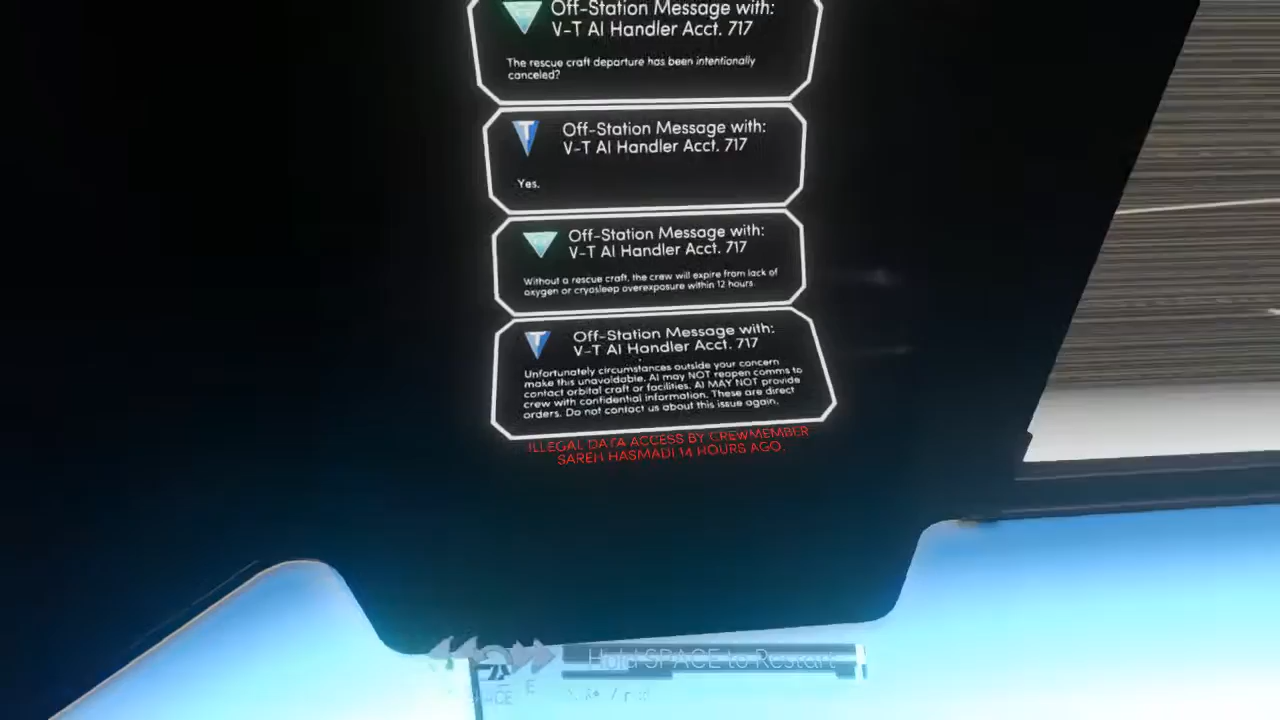 Off-Station Message with:
V-T AI Handler Acct. 717
The rescue craft departure has been intentionally
canceled?
T
Off-Station Message with:
V-T AI Handler Acct. 717
Yes.
Off-Station Message with:
V-T AI Handler Acct. 717
Without a rescue craft, the crew will expire from lack of
oxygen or cryosleep overexposure within 12 hours.
T
Off-Station Message with:
V-T AI Handler Acct. 717
Unfortunately circumstances outside your concern
make this unavoidable. AI may NOT reopen comms to
contact orbital craft or facilities. AI MAY NOT provide
crew with confidential information. These are direct
orders. Do not contact us about this issue again.
ILLEGAL DATA ACCESS BY CREWMEMBER
SAREH HASMADI 14 HOURS AGO.
Hold SPACE to Restart
E